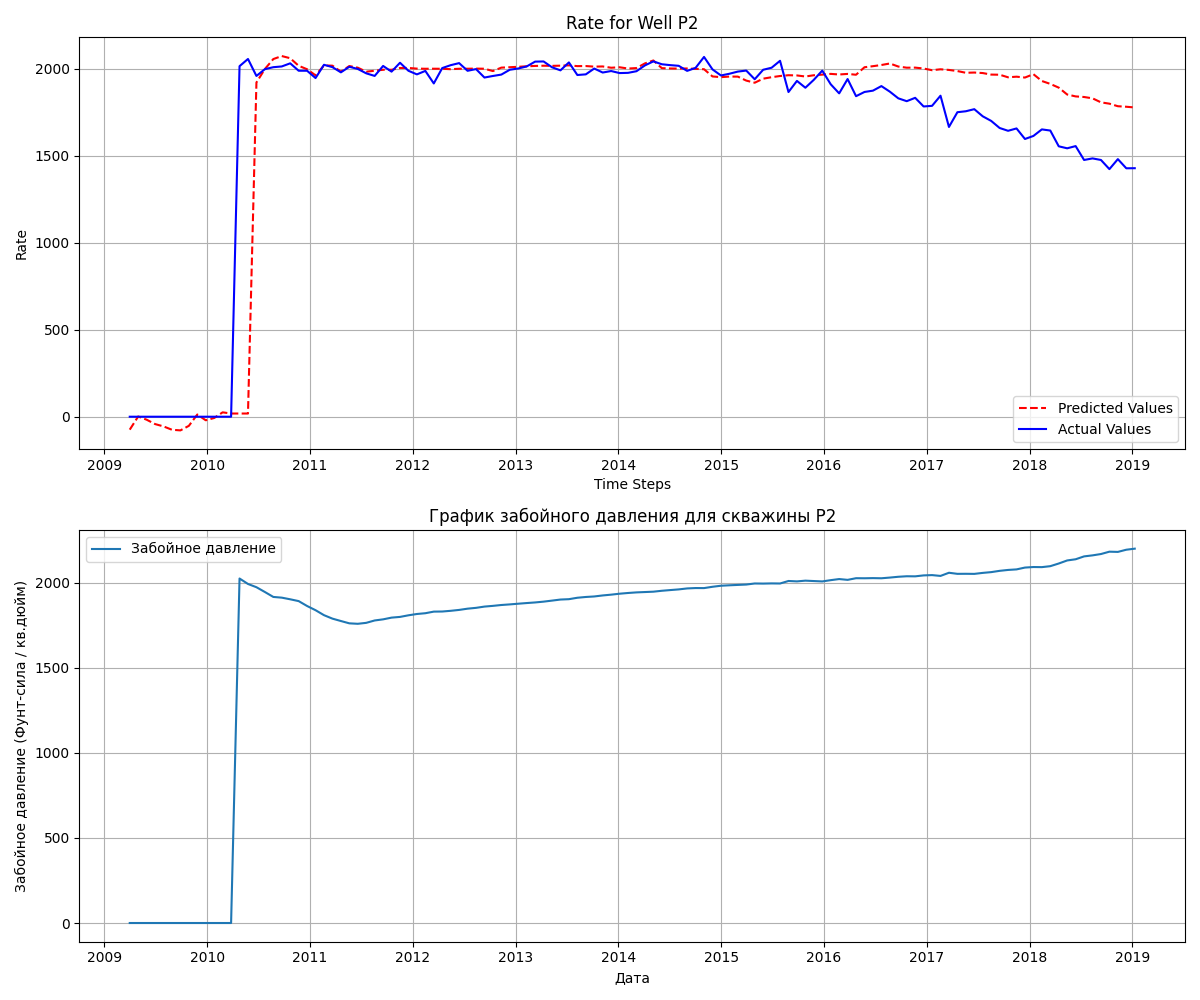 Rate for Well P2
2000
1500
1000
500
0
Rate
Predicted Values
Actual Values
2009 2010 2011 2012 2013 2014 2015 2016 2017 2018 2019
Time Steps
График забойного давления для скважины P2
Забойное давление
2000
1500
1000
500
0
Забойное давление (Фунт-сила / кв.дюйм)
2009 2010 2011 2012 2013 2014 2015 2016 2017 2018 2019
Дата